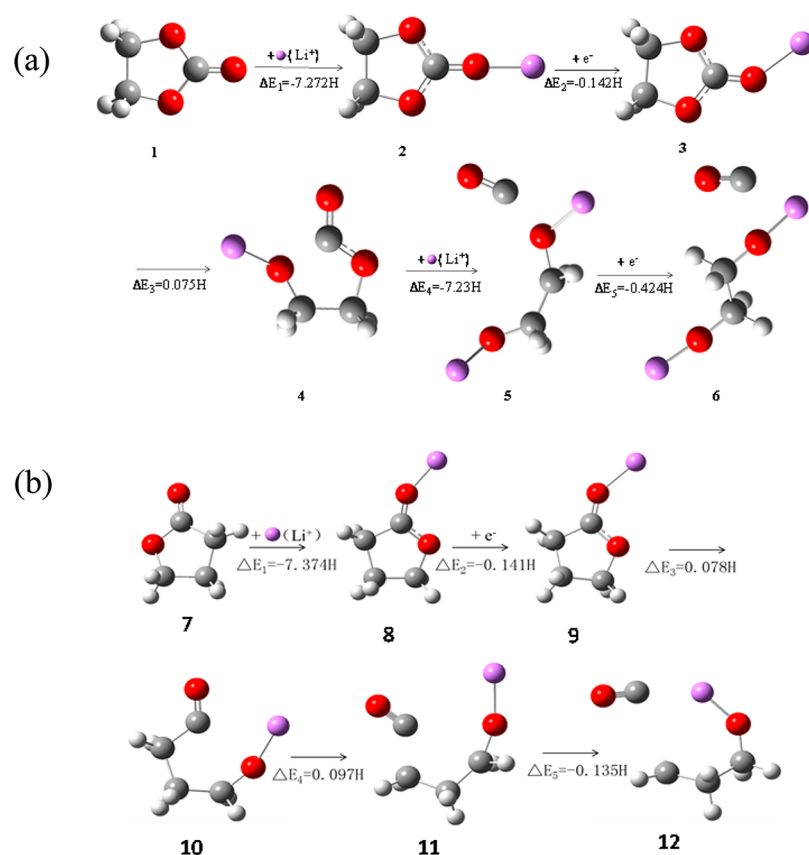 (a)
+ (Li⁺)
ΔE₁=-7.272H
+ e⁻
ΔE₂=-0.142H
1
2
3
ΔE₃=0.075H
+ (Li⁺)
ΔE₄=-7.23H
+ e⁻
ΔE₅=-0.424H
4
5
6
(b)
+ (Li⁺)
△E₁=-7.374H
+ e⁻
△E₂=-0.141H
△E₃=0.078H
7
8
9
△E₄=0.097H
△E₅=-0.135H
10
11
12